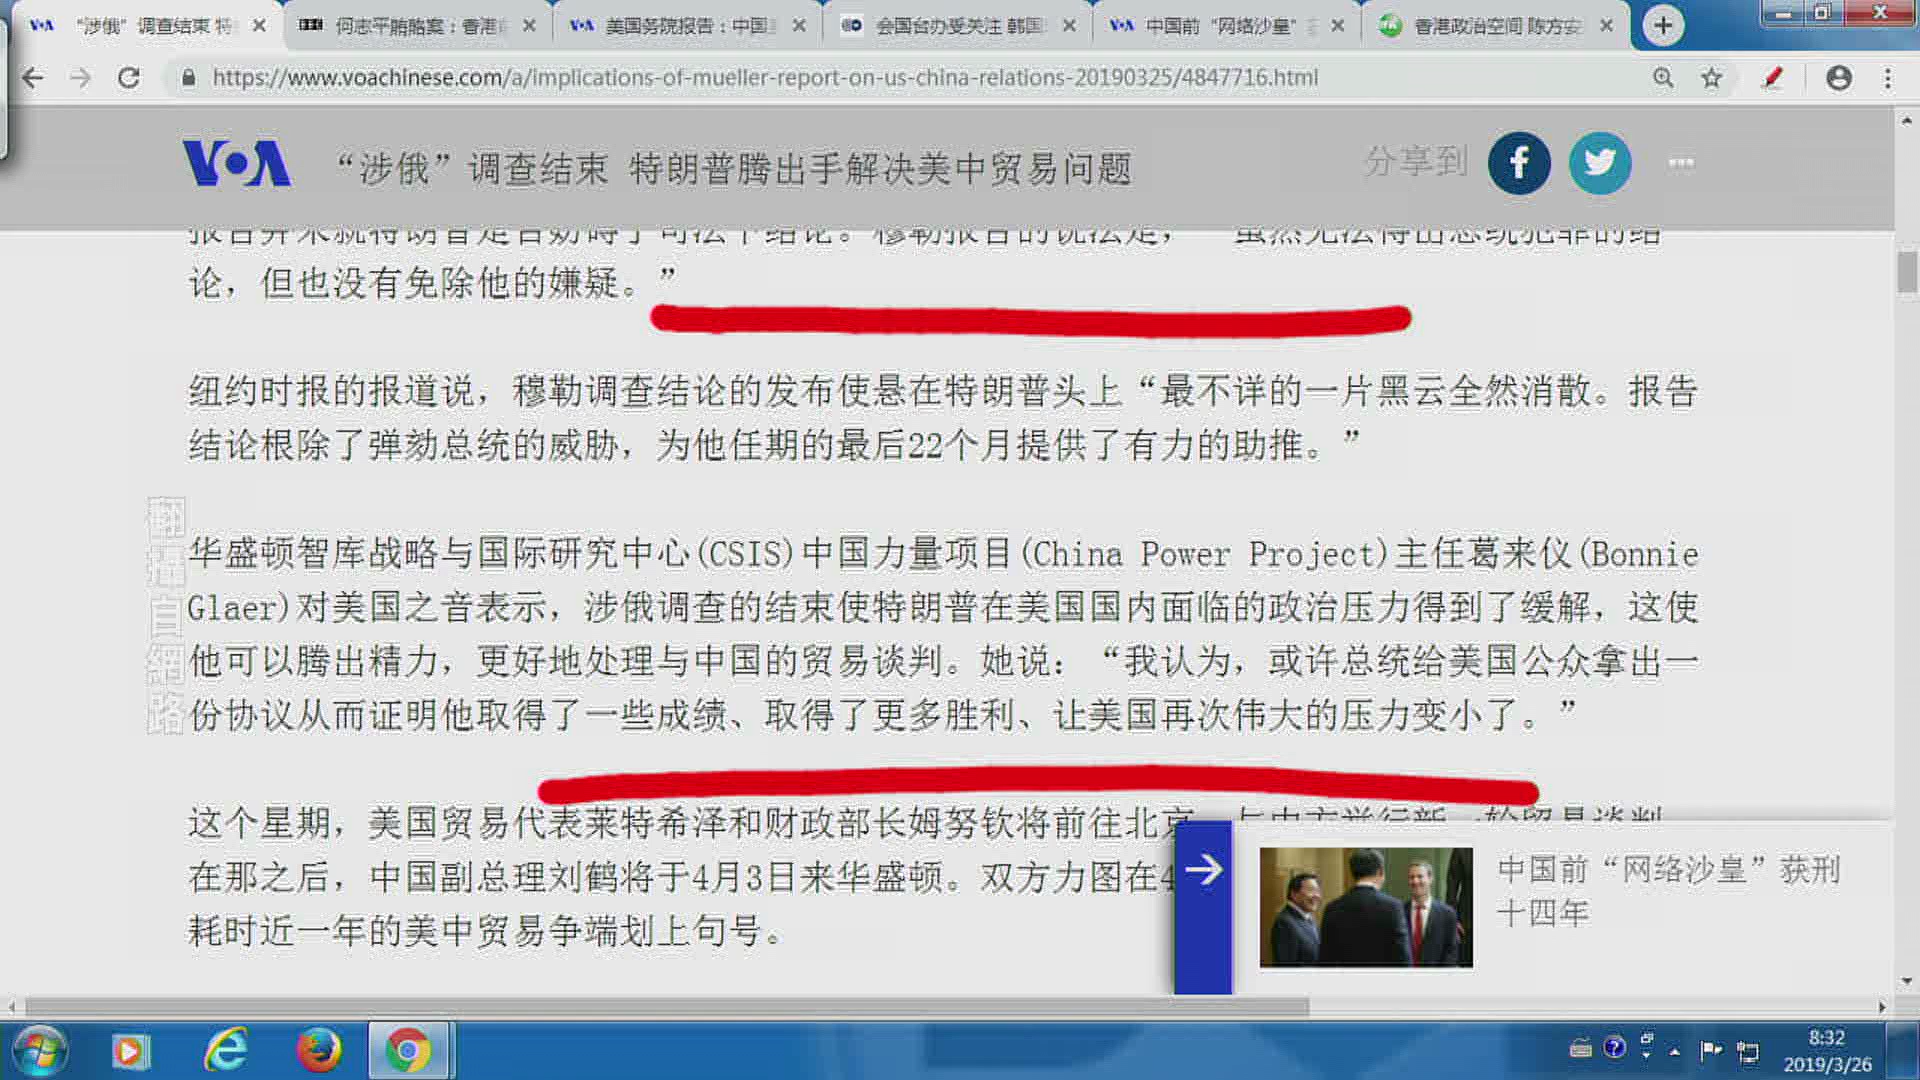 “涉俄”调查结束 特
何志平贿赂案：香港
美国务院报告：中国
会国台办受关注 韩国
中国前“网络沙皇”
香港政治空间 陈方安
https://www.voachinese.com/a/implications-of-mueller-report-on-us-china-relations-20190325/4847716.html
VOA
“涉俄”调查结束 特朗普腾出手解决美中贸易问题
分享到
论，但也没有免除他的嫌疑。”
纽约时报的报道说，穆勒调查结论的发布使悬在特朗普头上“最不详的一片黑云全然消散。报告
结论根除了弹劾总统的威胁，为他任期的最后22个月提供了有力的助推。”
翻播自網路
华盛顿智库战略与国际研究中心(CSIS)中国力量项目(China Power Project)主任葛来仪(Bonnie
Glaer)对美国之音表示，涉俄调查的结束使特朗普在美国国内面临的政治压力得到了缓解，这使
他可以腾出精力，更好地处理与中国的贸易谈判。她说：“我认为，或许总统给美国公众拿出一
份协议从而证明他取得了一些成绩、取得了更多胜利、让美国再次伟大的压力变小了。”
这个星期，美国贸易代表莱特希泽和财政部长姆努钦将前往北京
在那之后，中国副总理刘鹤将于4月3日来华盛顿。双方力图在4
耗时近一年的美中贸易争端划上句号。
中国前“网络沙皇”获刑
十四年
8:32
2019/3/26